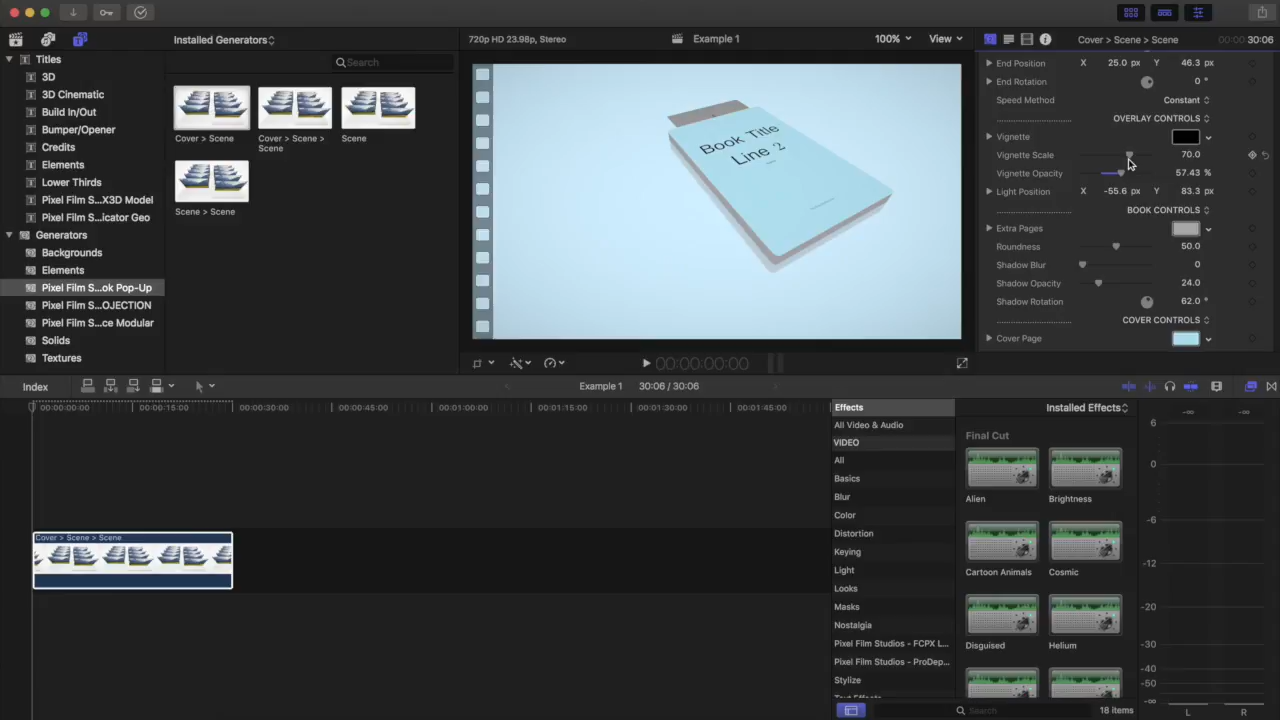 Installed Generators
720p HD 23.98p, Stereo
Example 1
100%
View
Cover > Scene > Scene
00:00:30:06
Titles
3D
3D Cinematic
Build In/Out
Bumper/Opener
Credits
Elements
Lower Thirds
Pixel Film S...X3D Model
Pixel Film S...icator Geo
Generators
Backgrounds
Elements
Pixel Film S...ok Pop-Up
Pixel Film S...OJECTION
Pixel Film S...ce Modular
Solids
Textures
Search
Cover > Scene
Cover > Scene >
Scene
Scene
Scene > Scene
Book Title
Line 2
End Position X 25.0 px Y 46.3 px
End Rotation 0 °
Speed Method Constant
OVERLAY CONTROLS
Vignette
Vignette Scale 70.0
Vignette Opacity 57.43 %
Light Position X -55.6 px Y 83.3 px
BOOK CONTROLS
Extra Pages
Roundness 50.0
Shadow Blur 0
Shadow Opacity 24.0
Shadow Rotation 62.0 °
COVER CONTROLS
Cover Page
00:00:00:00
Index
Example 1 30:06 / 30:06
00:00:00:00 00:00:15:00 00:00:30:00 00:00:45:00 00:01:00:00 00:01:15:00 00:01:30:00 00:01:45:00
Cover > Scene > Scene
Effects
All Video & Audio
VIDEO
All
Basics
Blur
Color
Distortion
Keying
Light
Looks
Masks
Nostalgia
Pixel Film Studios - FCPX L...
Pixel Film Studios - ProDep...
Stylize
Text Effects
Installed Effects
Final Cut
Alien
Brightness
Cartoon Animals
Cosmic
Disguised
Helium
Search
18 items
-∞ -∞
6
0
-6
-12
-20
-30
-40
-50
-∞
L R